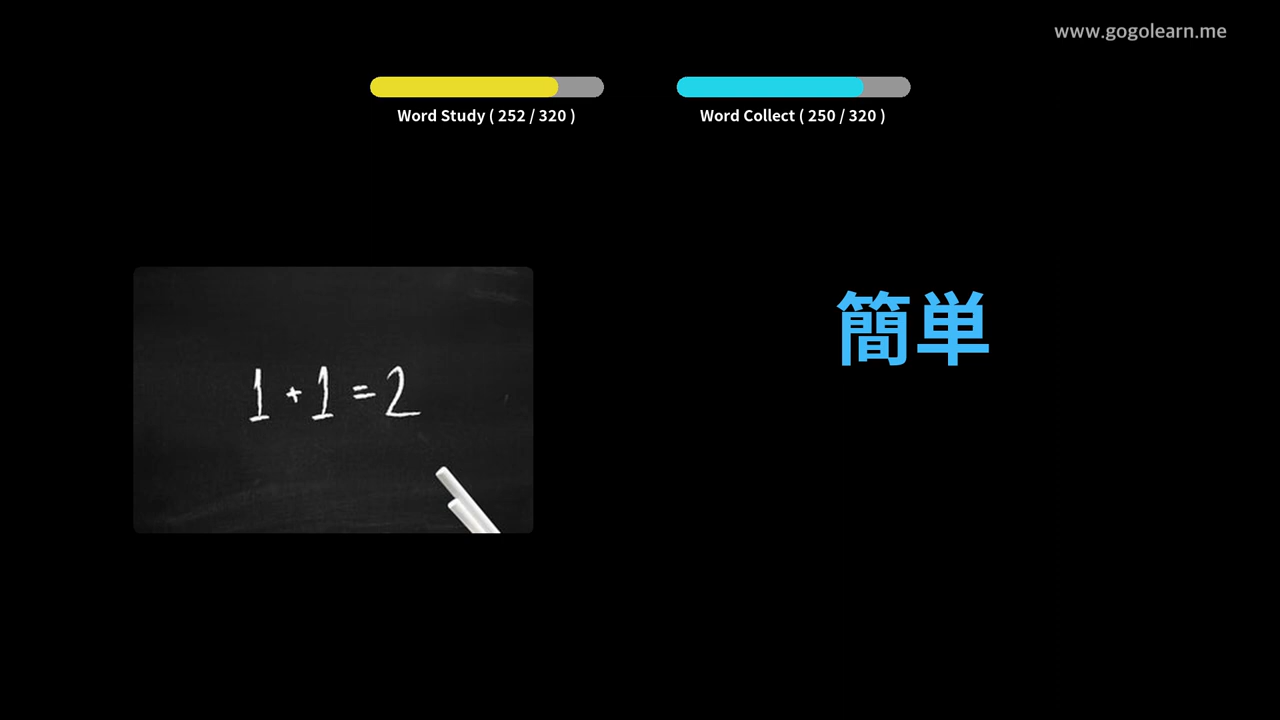 www.gogolearn.me
Word Study ( 252 / 320 )
Word Collect ( 250 / 320 )
1 + 1 = 2
簡単